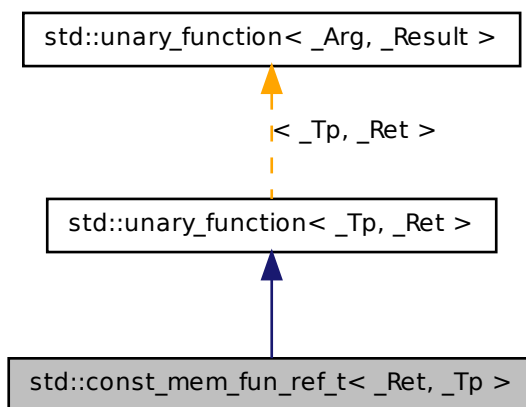 std::unary_function< _Arg, _Result >
< _Tp, _Ret >
std::unary_function< _Tp, _Ret >
std::const_mem_fun_ref_t< _Ret, _Tp >